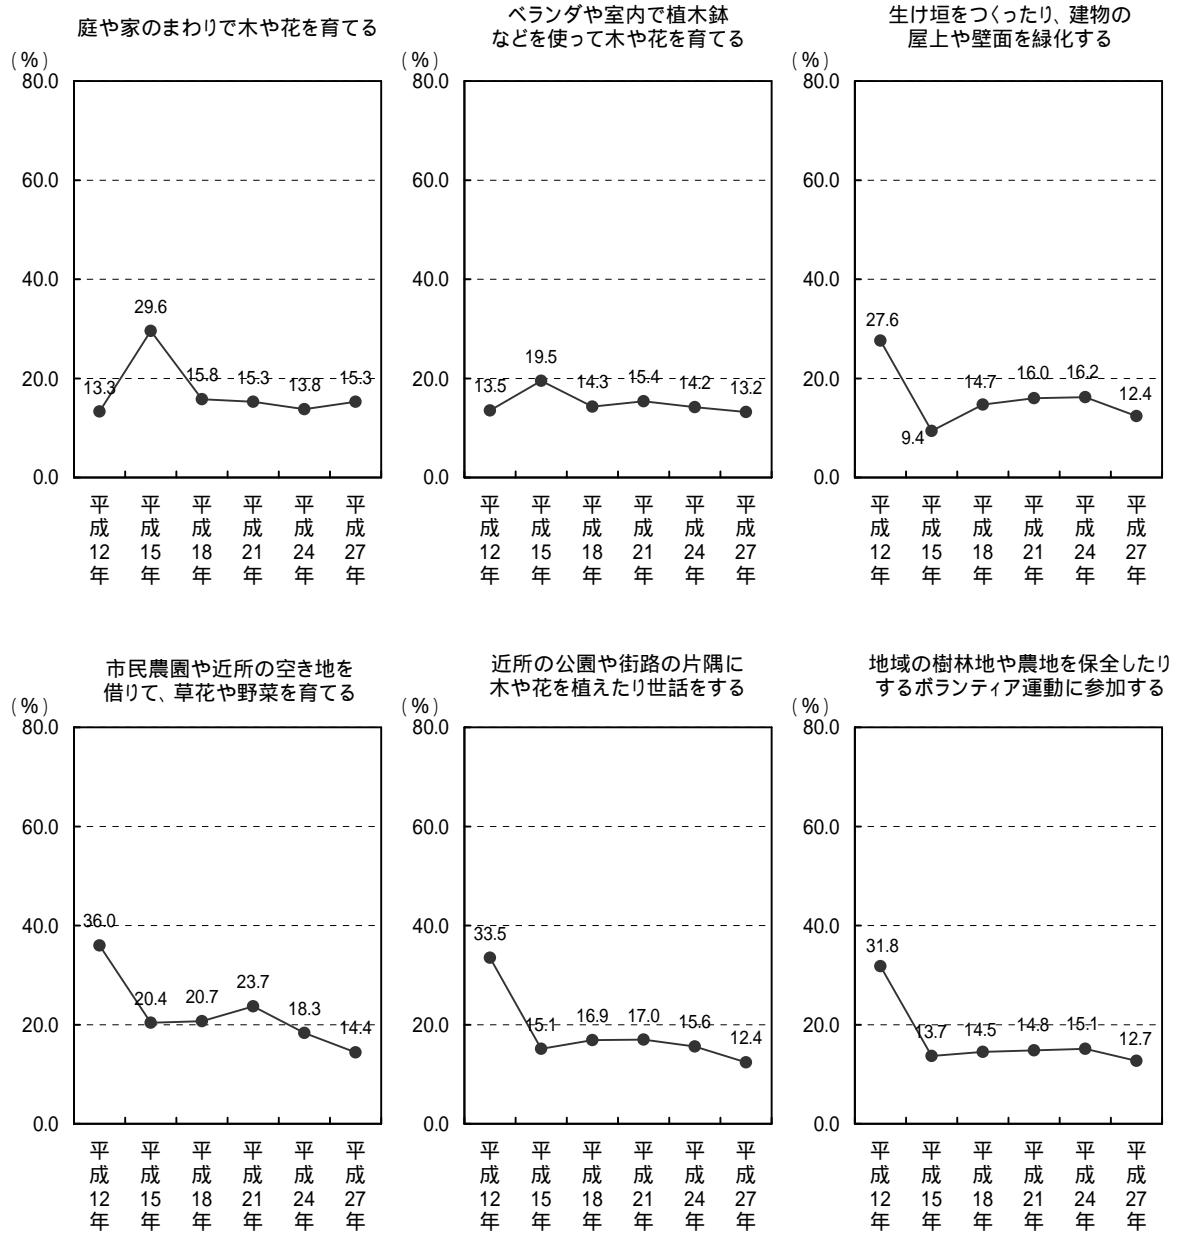 庭や家のまわりで木や花を育てる
(%)
80.0
60.0
40.0
20.0
0.0
13.3
29.6
15.8
15.3
13.8
15.3
平成12年
平成15年
平成18年
平成21年
平成24年
平成27年
ベランダや室内で植木鉢
などを使って木や花を育てる
(%)
80.0
60.0
40.0
20.0
0.0
13.5
19.5
14.3
15.4
14.2
13.2
平成12年
平成15年
平成18年
平成21年
平成24年
平成27年
生け垣をつくったり、建物の
屋上や壁面を緑化する
(%)
80.0
60.0
40.0
20.0
0.0
27.6
9.4
14.7
16.0
16.2
12.4
平成12年
平成15年
平成18年
平成21年
平成24年
平成27年
市民農園や近所の空き地を
借りて、草花や野菜を育てる
(%)
80.0
60.0
40.0
20.0
0.0
36.0
20.4
20.7
23.7
18.3
14.4
平成12年
平成15年
平成18年
平成21年
平成24年
平成27年
近所の公園や街路の片隅に
木や花を植えたり世話をする
(%)
80.0
60.0
40.0
20.0
0.0
33.5
15.1
16.9
17.0
15.6
12.4
平成12年
平成15年
平成18年
平成21年
平成24年
平成27年
地域の樹林地や農地を保全したり
するボランティア運動に参加する
(%)
80.0
60.0
40.0
20.0
0.0
31.8
13.7
14.5
14.8
15.1
12.7
平成12年
平成15年
平成18年
平成21年
平成24年
平成27年